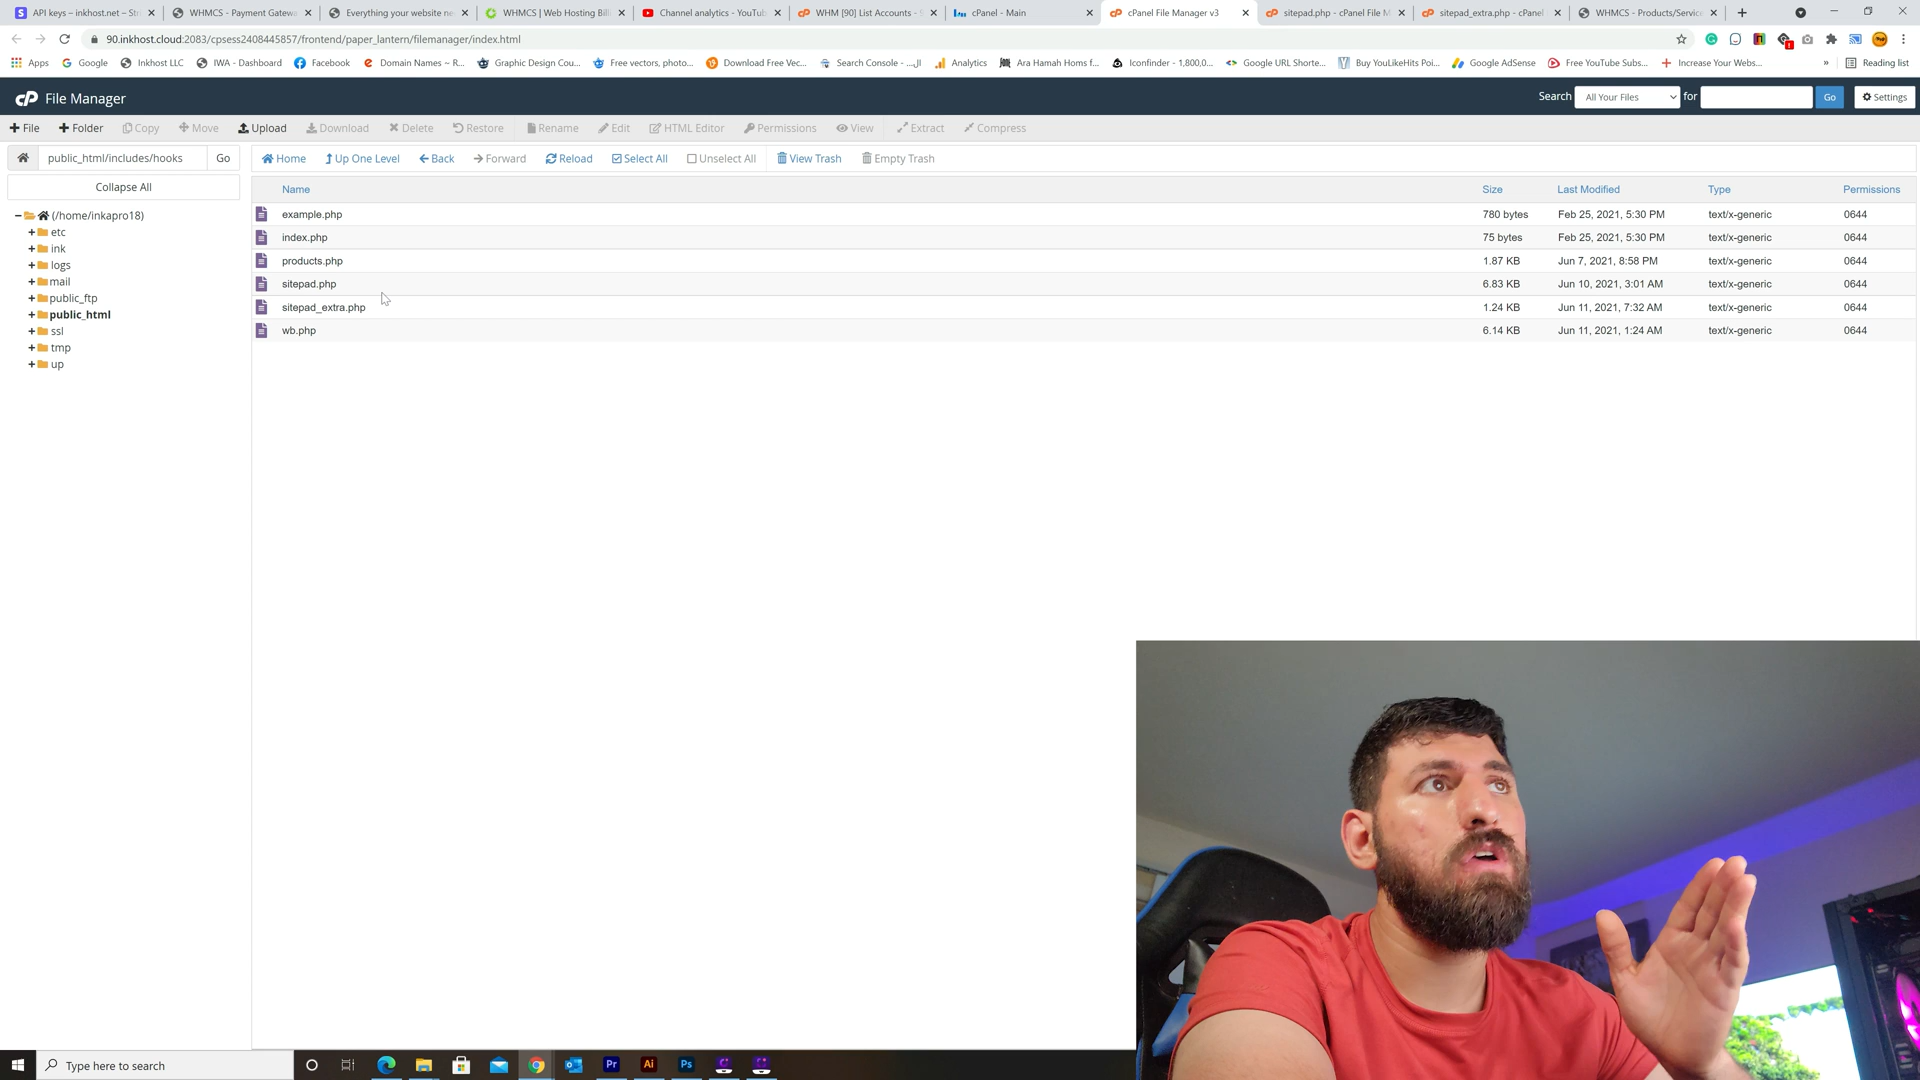 API keys – inkhost.net – Str
WHMCS - Payment Gatewa
Everything your website ne
WHMCS | Web Hosting Bill
Channel analytics - YouTub
WHM [90] List Accounts - 9
cPanel - Main
cPanel File Manager v3
sitepad.php - cPanel File M
sitepad_extra.php - cPanel
WHMCS - Products/Service
90.inkhost.cloud:2083/cpsess2408445857/frontend/paper_lantern/filemanager/index.html
Apps
Google
Inkhost LLC
IWA - Dashboard
Facebook
Domain Names ~ R...
Graphic Design Cou...
Free vectors, photo...
Download Free Vec...
Search Console - ...
Analytics
Ara Hamah Homs f...
Iconfinder - 1,800,0...
Google URL Shorte...
Buy YouLikeHits Poi...
Google AdSense
Free YouTube Subs...
Increase Your Webs...
»
Reading list
cP File Manager
Search All Your Files for Go Settings
+ File
+ Folder
Copy
Move
Upload
Download
Delete
Restore
Rename
Edit
HTML Editor
Permissions
View
Extract
Compress
public_html/includes/hooks Go
Collapse All
(/home/inkapro18)
etc
ink
logs
mail
public_ftp
public_html
ssl
tmp
up
Home
Up One Level
Back
Forward
Reload
Select All
Unselect All
View Trash
Empty Trash
Name Size Last Modified Type Permissions
example.php 780 bytes Feb 25, 2021, 5:30 PM text/x-generic 0644
index.php 75 bytes Feb 25, 2021, 5:30 PM text/x-generic 0644
products.php 1.87 KB Jun 7, 2021, 8:58 PM text/x-generic 0644
sitepad.php 6.83 KB Jun 10, 2021, 3:01 AM text/x-generic 0644
sitepad_extra.php 1.24 KB Jun 11, 2021, 7:32 AM text/x-generic 0644
wb.php 6.14 KB Jun 11, 2021, 1:24 AM text/x-generic 0644
Type here to search
Pr
Ai
Ps